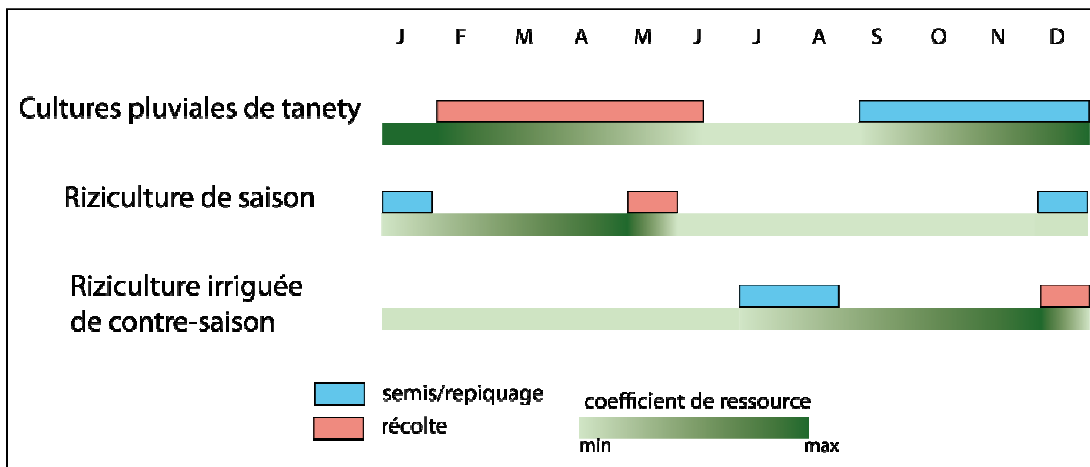 J F M A M J J A S O N D
Cultures pluviales de tanety
Riziculture de saison
Riziculture irriguée
de contre-saison
semis/repiquage
récolte
coefficient de ressource
min max